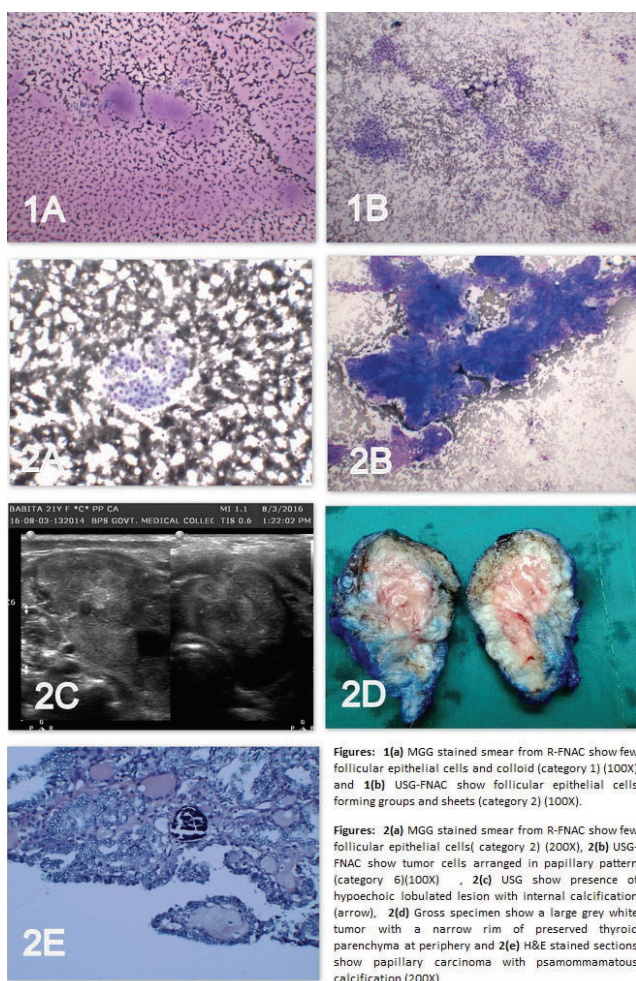 1A
1B
2A
2B
BABITA 21Y F *C* PP CA MI 1.1 8/3/2016
16-08-03-132014 BPS GOVT. MEDICAL COLLEC TIS 0.6 1:22:02 PM
2C
2D
2E
Figures: 1(a) MGG stained smear from R-FNAC show few
follicular epithelial cells and colloid (category 1) (100X)
and 1(b) USG-FNAC show follicular epithelial cells
forming groups and sheets (category 2) (100X).
Figures: 2(a) MGG stained smear from R-FNAC show few
follicular epithelial cells( category 2) (200X), 2(b) USG-
FNAC show tumor cells arranged in papillary pattern
(category 6)(100X) , 2(c) USG show presence of
hypoechoic lobulated lesion with internal calcification
(arrow), 2(d) Gross specimen show a large grey white
tumor with a narrow rim of preserved thyroid
parenchyma at periphery and 2(e) H&E stained sections
show papillary carcinoma with psamommamatous
calcification (200X)